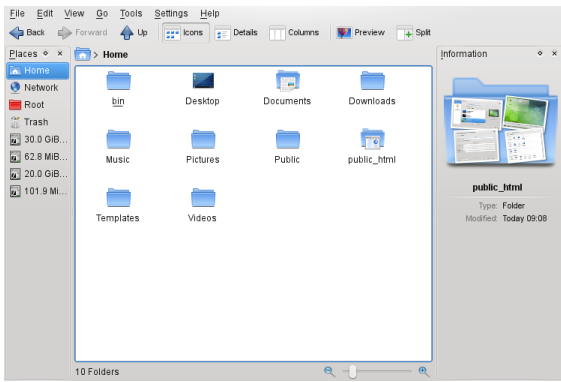 File Edit View Go Tools Settings Help
Back Forward Up Icons Details Columns Preview Split
Places
Home
Network
Root
Trash
30.0 GiB...
62.8 MiB...
20.0 GiB...
101.9 Mi...
> Home
bin Desktop Documents Downloads
Music Pictures Public public_html
Templates Videos
10 Folders
Information
public_html
Type: Folder
Modified: Today 09:08